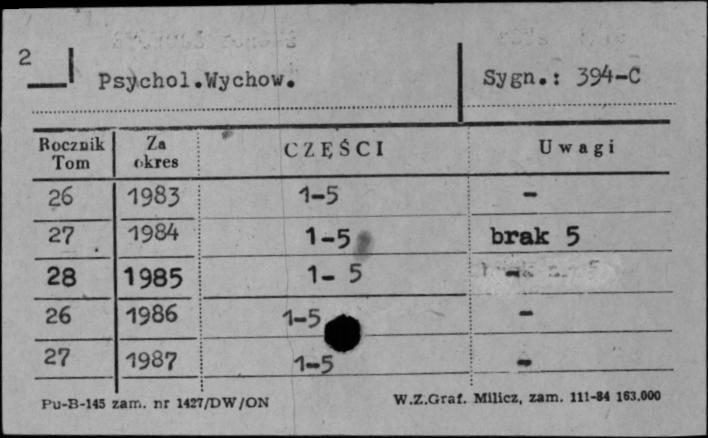 2
Psychol.Wychow. Sygn.: 394-C
Rocznik Tom Za okres CZĘŚCI Uwagi
26 1983 1-5 -
27 1984 1-5 brak 5
28 1985 1- 5 -
26 1986 1-5 -
27 1987 1-5 -
Pu-B-145 zam. nr 1427/DW/ON W.Z.Graf. Milicz, zam. 111-84 163.000